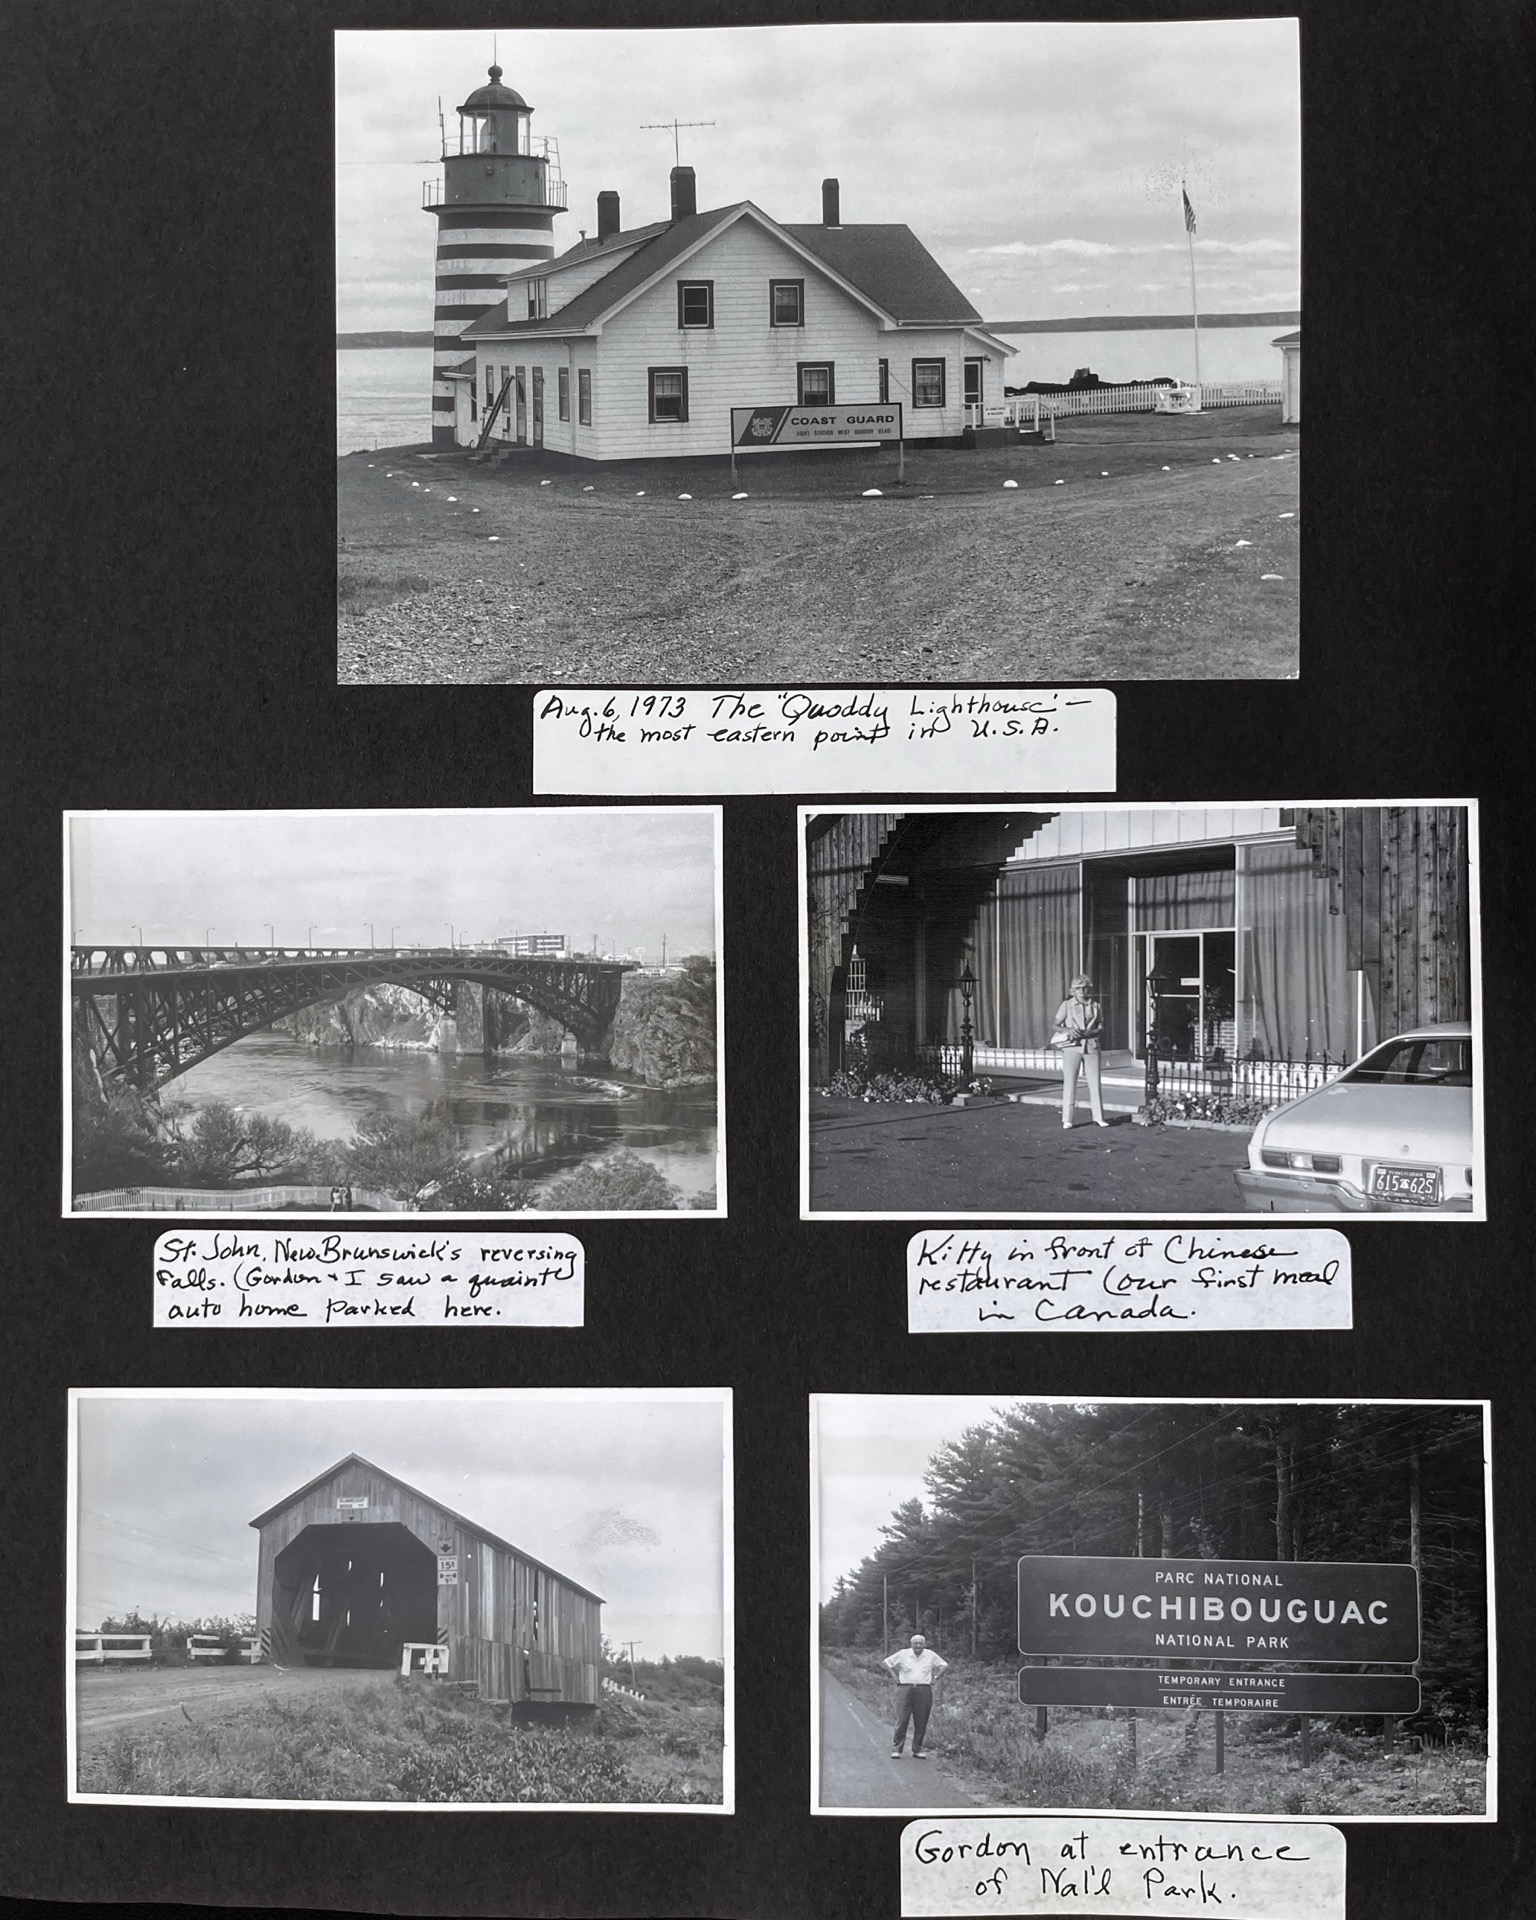 COAST GUARD
LIGHT STATION WEST QUODDY HEAD
Aug. 6, 1973 The "Quoddy Lighthouse" -
the most eastern point in U.S.A.
St. John, New Brunswick's reversing
falls. (Gordon + I saw a quaint
auto home parked here.
PENNSYLVANIA
615 62S
Kitty in front of Chinese
restaurant (our first meal
in Canada.
15
PARC NATIONAL
KOUCHIBOUGUAC
NATIONAL PARK
TEMPORARY ENTRANCE
ENTRÉE TEMPORAIRE
Gordon at entrance
of Nat'l Park.